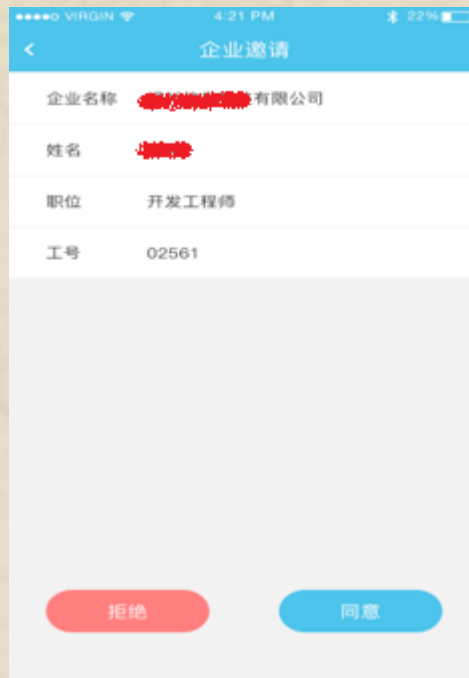 VIRGIN 4:21 PM 22%
企业邀请
企业名称 有限公司
姓名
职位 开发工程师
工号 02561
拒绝 同意